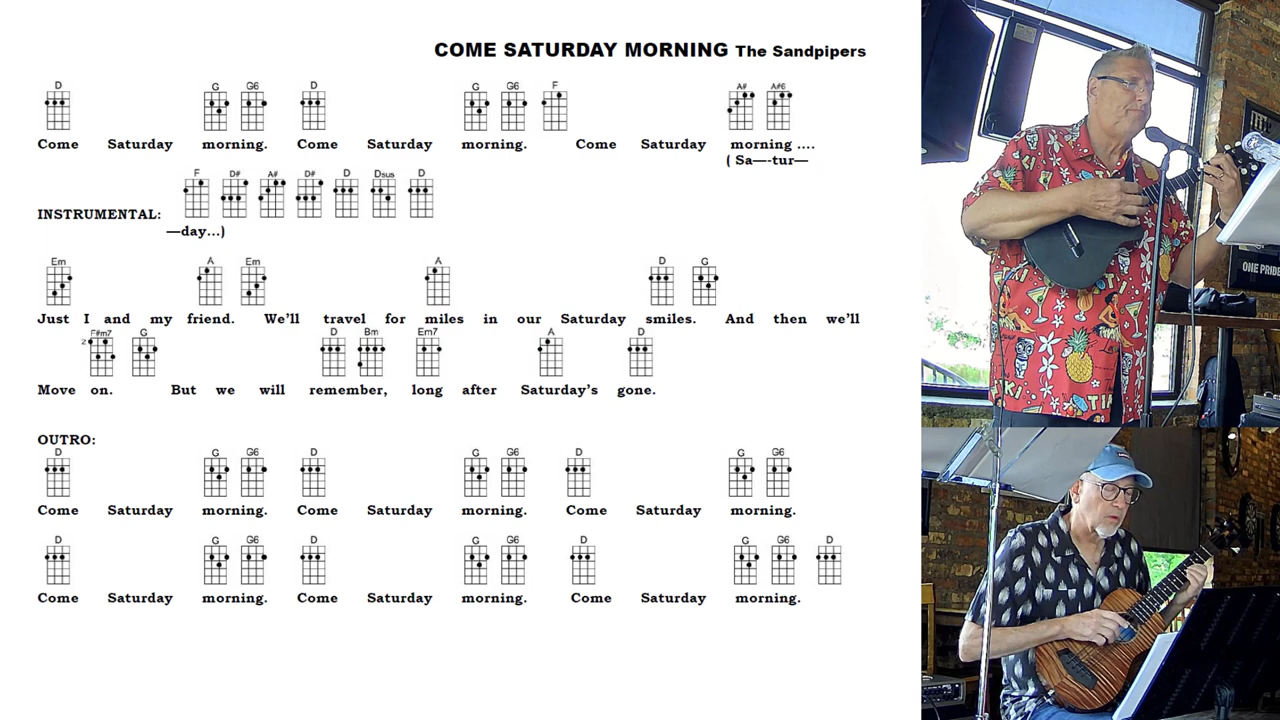 COME SATURDAY MORNING The Sandpipers
D G G6 D G G6 F A# A#6
Come Saturday morning. Come Saturday morning. Come Saturday morning ....
( Sa—-tur—
F D# A# D# D Dsus D
INSTRUMENTAL:
—day...)
Em A Em A D G
Just I and my friend. We'll travel for miles in our Saturday smiles. And then we'll
F#m7 G D Bm Em7 A D
2
Move on. But we will remember, long after Saturday's gone.
OUTRO:
D G G6 D G G6 D G G6
Come Saturday morning. Come Saturday morning. Come Saturday morning.
D G G6 D G G6 D G G6 D
Come Saturday morning. Come Saturday morning. Come Saturday morning.
ONE PRIDE